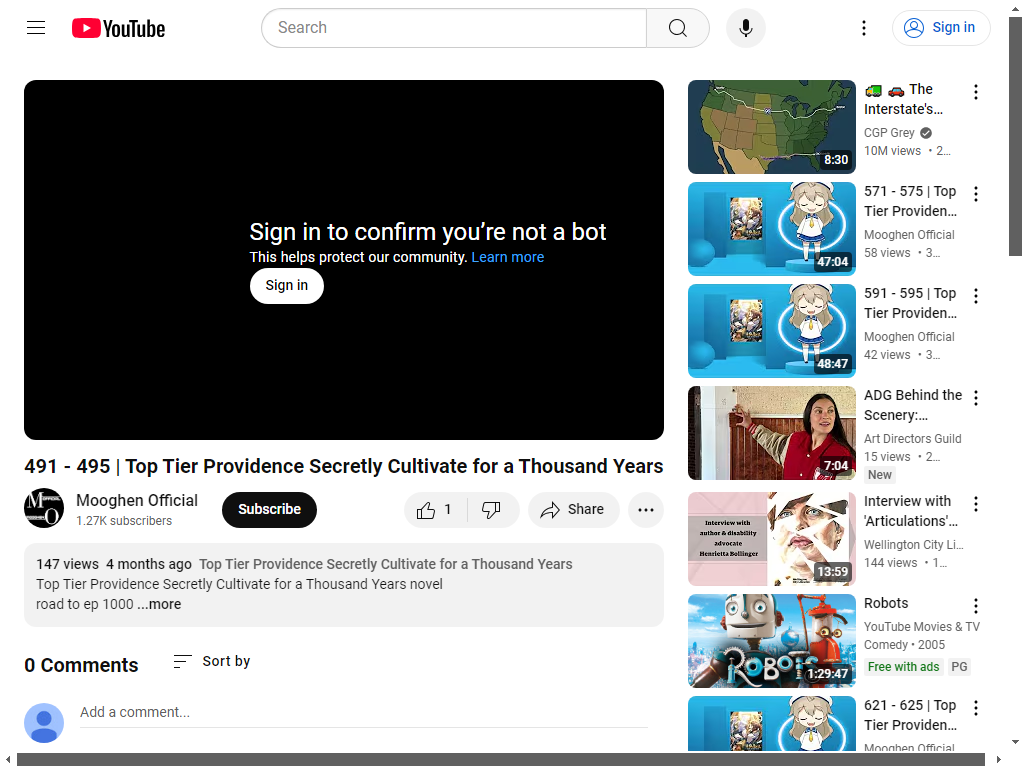 YouTube
Search
Sign in
Sign in to confirm you’re not a bot
This helps protect our community. Learn more
Sign in
491 - 495 | Top Tier Providence Secretly Cultivate for a Thousand Years
Mooghen Official
1.27K subscribers
Subscribe
1
Share
147 views 4 months ago Top Tier Providence Secretly Cultivate for a Thousand Years
Top Tier Providence Secretly Cultivate for a Thousand Years novel
road to ep 1000 ...more
0 Comments
Sort by
Add a comment...
8:30
🚚 🚗 The
Interstate's…
CGP Grey
10M views • 2…
47:04
571 - 575 | Top
Tier Providen…
Mooghen Official
58 views • 3…
48:47
591 - 595 | Top
Tier Providen…
Mooghen Official
42 views • 3…
7:04
ADG Behind the
Scenery:…
Art Directors Guild
15 views • 2…
New
Interview with
author & disability
advocate
Henrietta Bollinger
13:59
Interview with
'Articulations'…
Wellington City Li…
144 views • 1…
ROBOTS
1:29:47
Robots
YouTube Movies & TV
Comedy • 2005
Free with ads PG
621 - 625 | Top
Tier Providen…
Mooghen Official